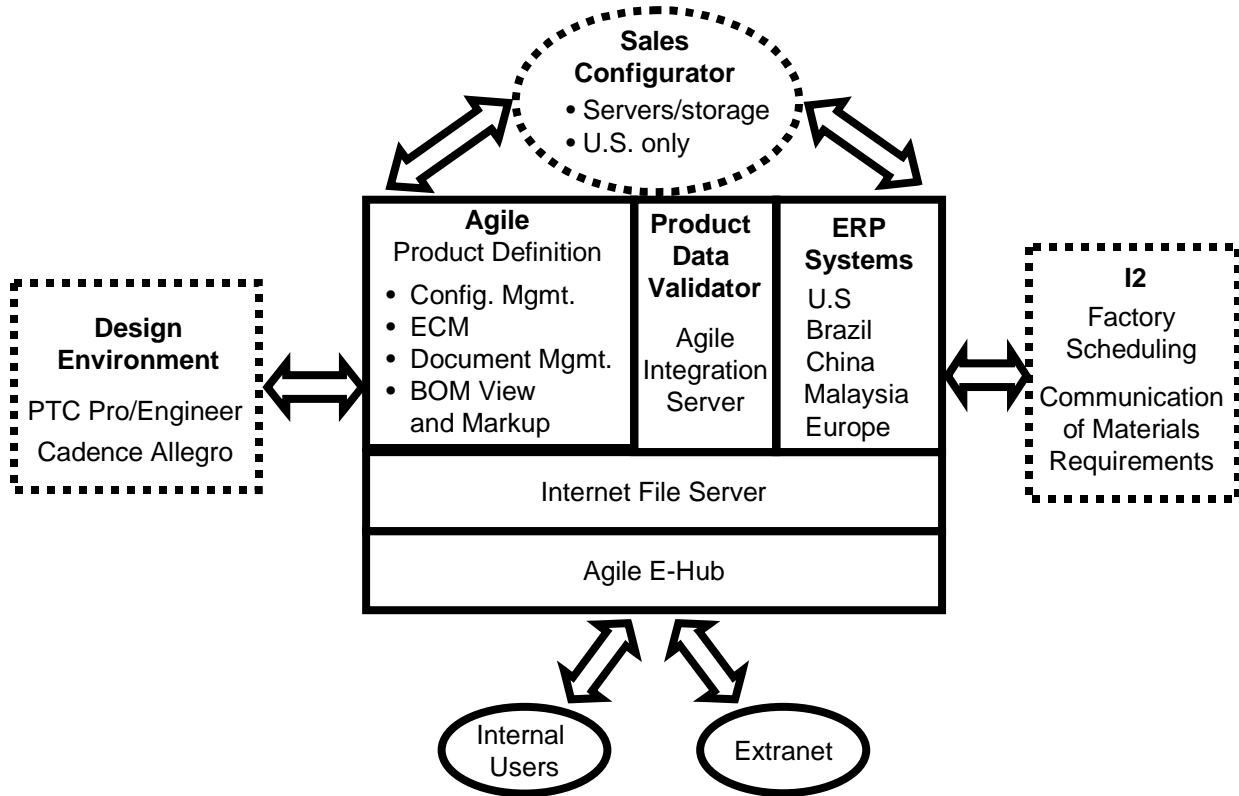 Sales
Configurator
• Servers/storage
• U.S. only
Agile
Product Definition
• Config. Mgmt.
• ECM
• Document Mgmt.
• BOM View
and Markup
Product
Data
Validator
Agile
Integration
Server
ERP
Systems
U.S
Brazil
China
Malaysia
Europe
Design
Environment
PTC Pro/Engineer
Cadence Allegro
I2
Factory
Scheduling
Communication
of Materials
Requirements
Internet File Server
Agile E-Hub
Internal
Users
Extranet